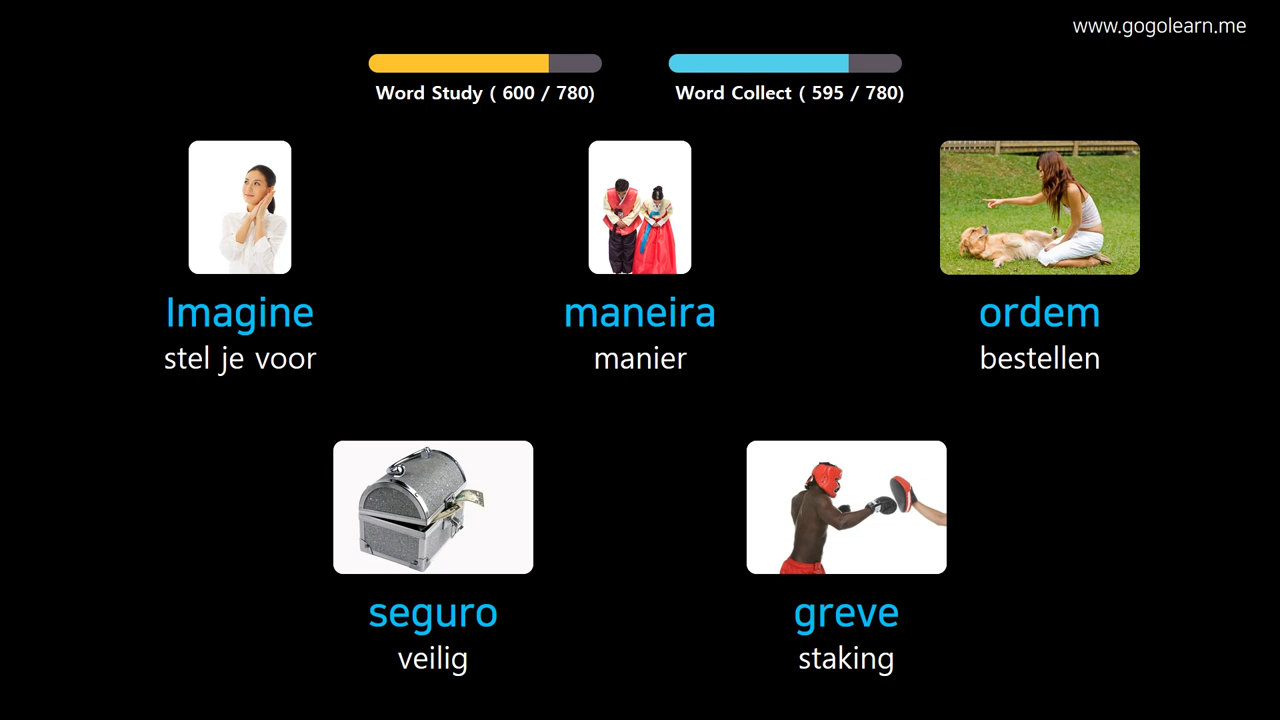 www.gogolearn.me
Word Study ( 600 / 780)
Word Collect ( 595 / 780)
Imagine
stel je voor
maneira
manier
ordem
bestellen
seguro
veilig
greve
staking